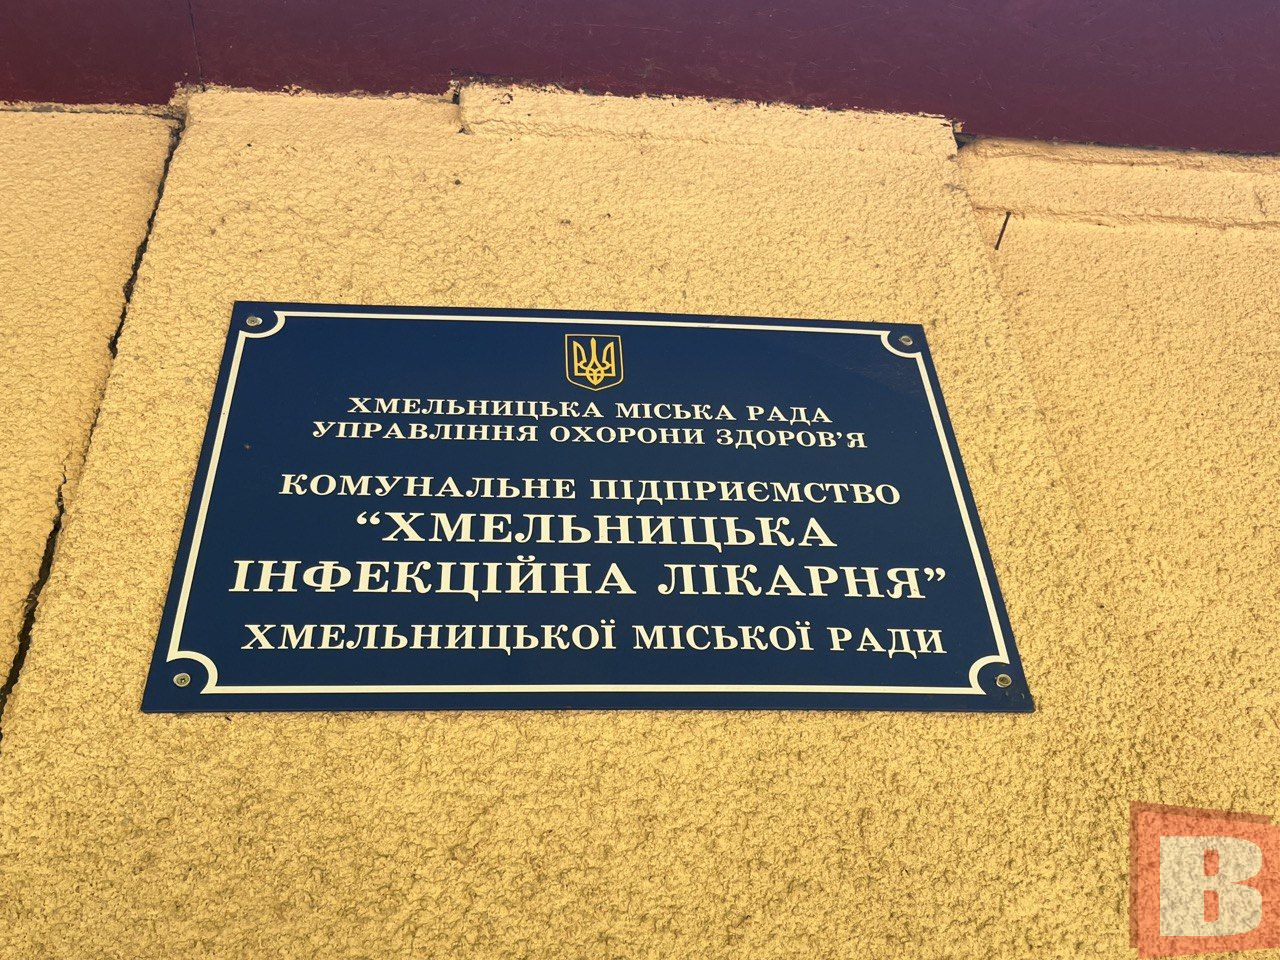 ХМЕЛЬНИЦЬКА МІСЬКА РАДА
УПРАВЛІННЯ ОХОРОНИ ЗДОРОВ'Я
КОМУНАЛЬНЕ ПІДПРИЄМСТВО
“ХМЕЛЬНИЦЬКА
ІНФЕКЦІЙНА ЛІКАРНЯ”
ХМЕЛЬНИЦЬКОЇ МІСЬКОЇ РАДИ
В